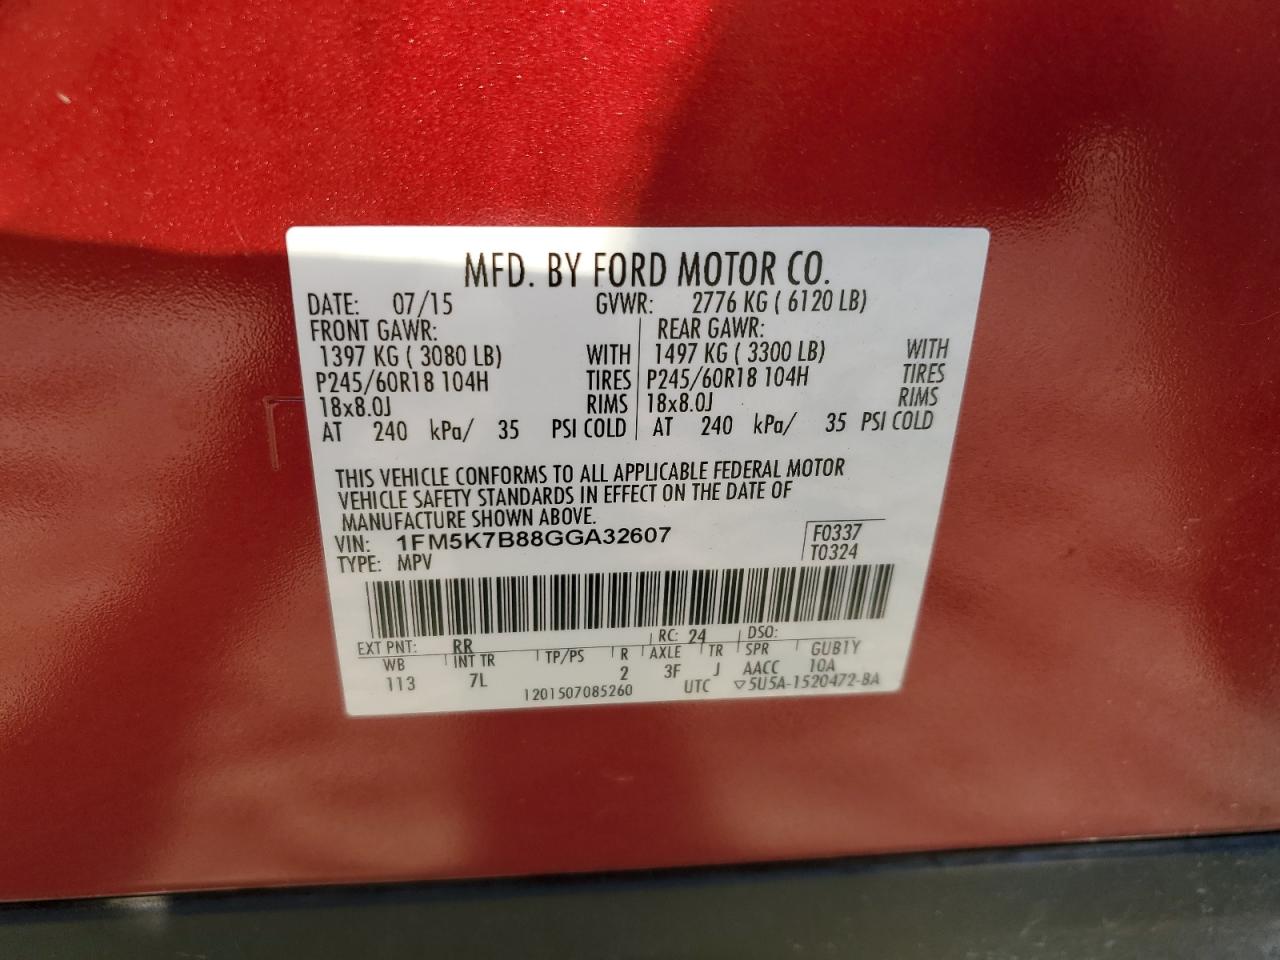 MFD. BY FORD MOTOR CO.
DATE: 07/15 GVWR: 2776 KG ( 6120 LB)
FRONT GAWR: REAR GAWR:
1397 KG ( 3080 LB) WITH 1497 KG ( 3300 LB) WITH
P245/60R18 104H TIRES P245/60R18 104H TIRES
18x8.0J RIMS 18x8.0J RIMS
AT 240 kPa/ 35 PSI COLD AT 240 kPa/ 35 PSI COLD
THIS VEHICLE CONFORMS TO ALL APPLICABLE FEDERAL MOTOR
VEHICLE SAFETY STANDARDS IN EFFECT ON THE DATE OF
MANUFACTURE SHOWN ABOVE.
VIN: 1FM5K7B88GGA32607 F0337
TYPE: MPV T0324
EXT PNT: RR RC: 24 DSO:
WB INT TR TP/PS R AXLE TR SPR GUB1Y
113 7L 2 3F J AACC 10A
1201507085260 UTC ▽5U5A-1520472-BA